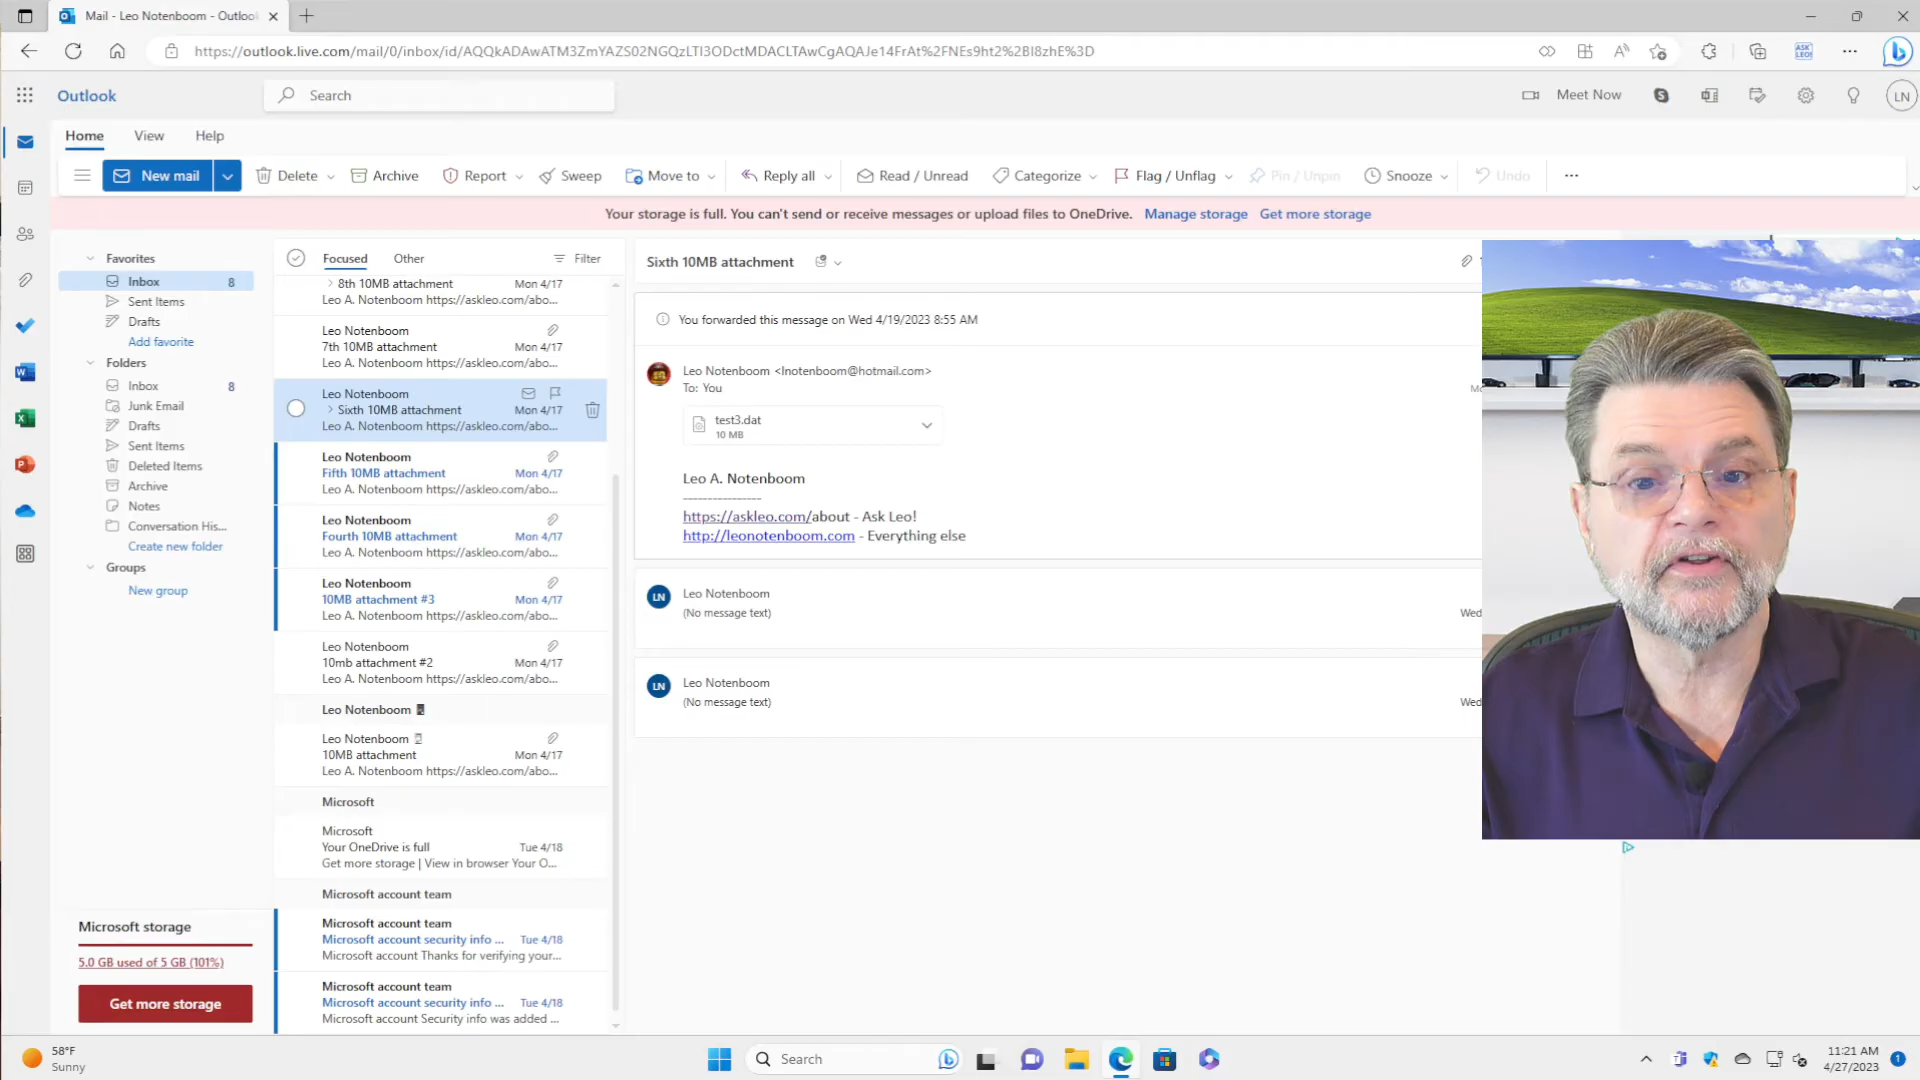 Mail - Leo Notenboom - Outlook
https://outlook.live.com/mail/0/inbox/id/AQQkADAwATM3ZmYAZS02NGQzLTI3ODctMDACLTAwCgAQAJe14FrAt%2FNEs9ht2%2BI8zhE%3D
ASK LEO!
Outlook
Search
Meet Now
LN
Home View Help
New mail Delete Archive Report Sweep Move to Reply all Read / Unread Categorize Flag / Unflag Pin / Unpin Snooze Undo
Your storage is full. You can't send or receive messages or upload files to OneDrive. Manage storage Get more storage
Favorites
Inbox 8
Sent Items
Drafts
Add favorite
Folders
Inbox 8
Junk Email
Drafts
Sent Items
Deleted Items
Archive
Notes
Conversation His...
Create new folder
Groups
New group
Microsoft storage
5.0 GB used of 5 GB (101%)
Get more storage
Focused Other Filter
8th 10MB attachment Mon 4/17
Leo A. Notenboom https://askleo.com/abo...
Leo Notenboom
7th 10MB attachment Mon 4/17
Leo A. Notenboom https://askleo.com/abo...
Leo Notenboom
Sixth 10MB attachment Mon 4/17
Leo A. Notenboom https://askleo.com/abo...
Leo Notenboom
Fifth 10MB attachment Mon 4/17
Leo A. Notenboom https://askleo.com/abo...
Leo Notenboom
Fourth 10MB attachment Mon 4/17
Leo A. Notenboom https://askleo.com/abo...
Leo Notenboom
10MB attachment #3 Mon 4/17
Leo A. Notenboom https://askleo.com/abo...
Leo Notenboom
10mb attachment #2 Mon 4/17
Leo A. Notenboom https://askleo.com/abo...
Leo Notenboom
Leo Notenboom
10MB attachment Mon 4/17
Leo A. Notenboom https://askleo.com/abo...
Microsoft
Microsoft
Your OneDrive is full Tue 4/18
Get more storage | View in browser Your O...
Microsoft account team
Microsoft account team
Microsoft account security info ... Tue 4/18
Microsoft account Thanks for verifying your...
Microsoft account team
Microsoft account security info ... Tue 4/18
Microsoft account Security info was added ...
Sixth 10MB attachment
You forwarded this message on Wed 4/19/2023 8:55 AM
Leo Notenboom <lnotenboom@hotmail.com>
To: You
test3.dat
10 MB
Leo A. Notenboom
----------------
https://askleo.com/about - Ask Leo!
http://leonotenboom.com - Everything else
LN
Leo Notenboom
(No message text)
Wed
LN
Leo Notenboom
(No message text)
Wed
58°F
Sunny
Search
11:21 AM
4/27/2023
1